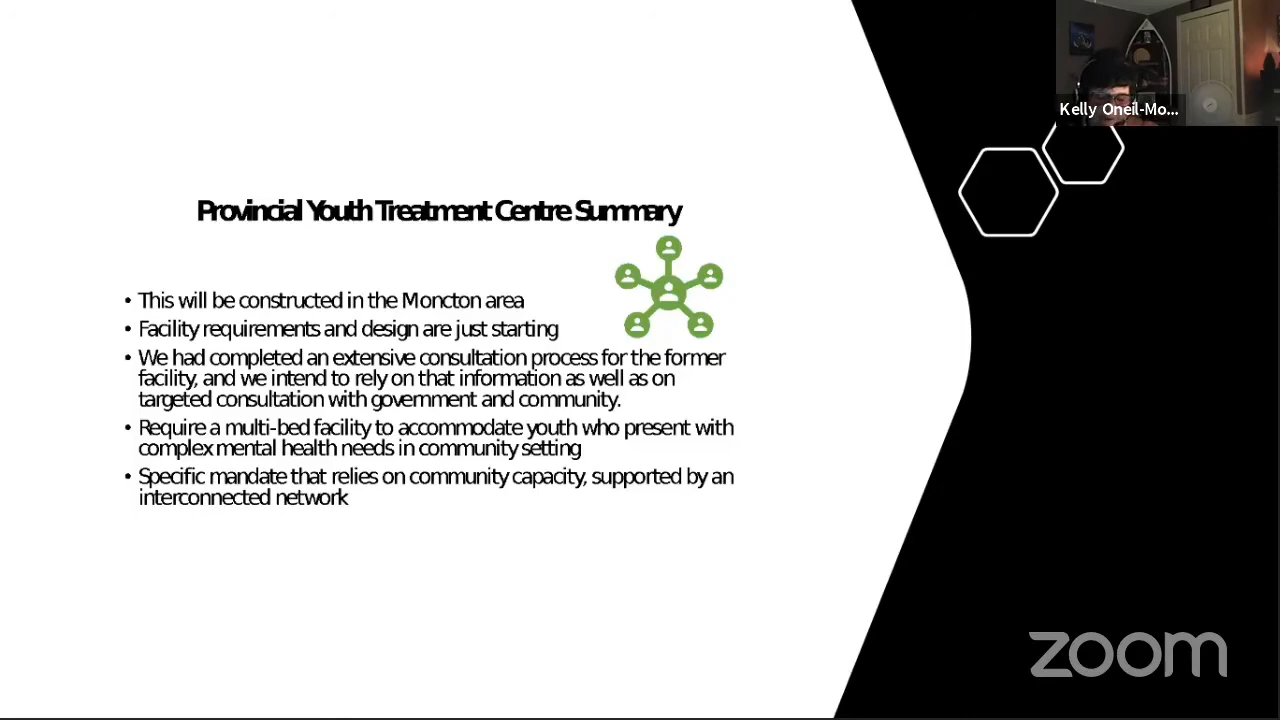 Kelly Oneil-Mo...
Provincial Youth Treatment Centre Summary
• This will be constructed in the Moncton area
• Facility requirements and design are just starting
• We had completed an extensive consultation process for the former
facility, and we intend to rely on that information as well as on
targeted consultation with government and community.
• Require a multi-bed facility to accommodate youth who present with
complex mental health needs in community setting
• Specific mandate that relies on community capacity, supported by an
interconnected network
zoom